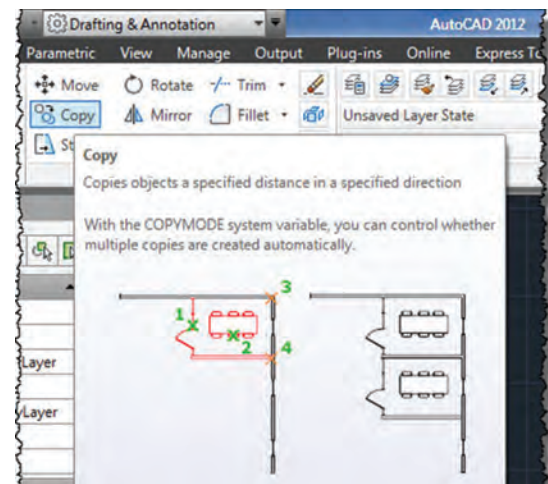 Drafting & Annotation AutoCAD 2012
Parametric View Manage Output Plug-ins Online Express
Move Rotate Trim
Copy Mirror Fillet Unsaved Layer State
Copy
Copies objects a specified distance in a specified direction
With the COPYMODE system variable, you can control whether
multiple copies are created automatically.
3
1
2 4
Layer
Layer